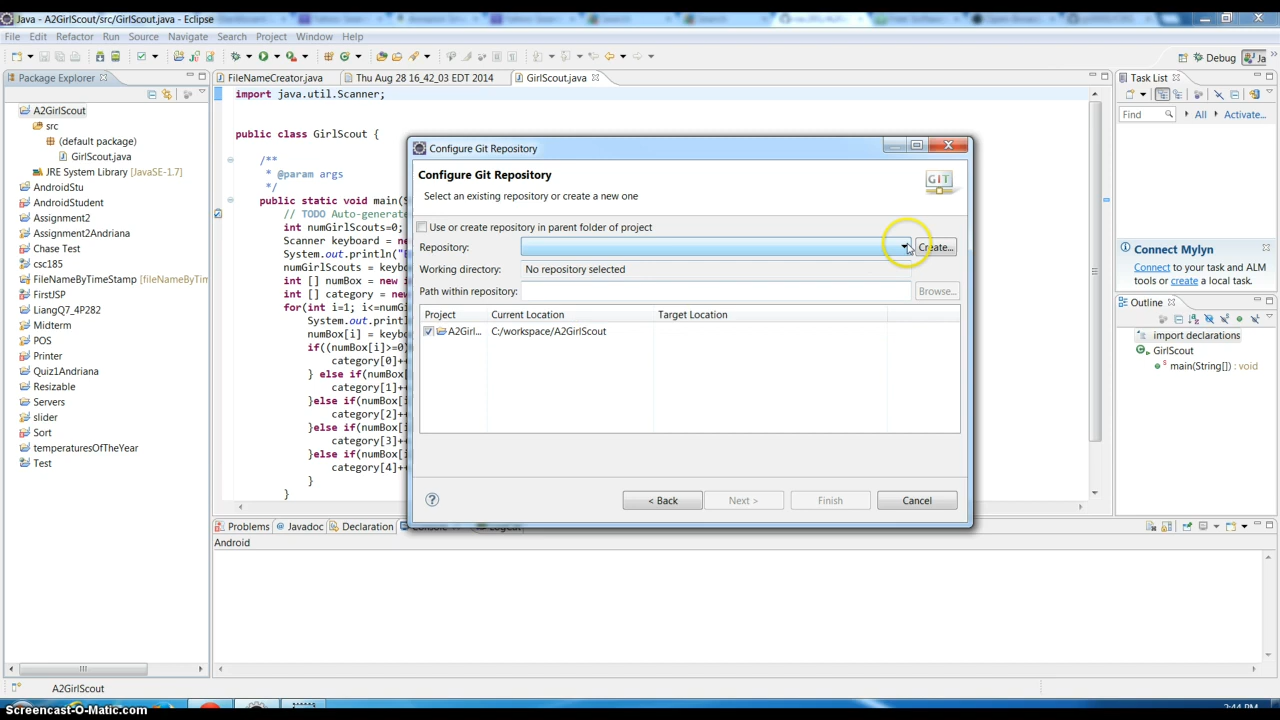 Java - A2GirlScout/src/GirlScout.java - Eclipse
File Edit Refactor Run Source Navigate Search Project Window Help
Debug Ja
Package Explorer
FileNameCreator.java Thu Aug 28 16_42_03 EDT 2014 GirlScout.java
Task List
A2GirlScout
src
(default package)
GirlScout.java
JRE System Library [JavaSE-1.7]
AndroidStu
AndroidStudent
Assignment2
Assignment2Andriana
Chase Test
csc185
FileNameByTimeStamp (AndriveTim
FirstJSP
LiangQ7_4P282
Midterm
POS
Printer
Quiz1Andriana
Resizable
Servers
slider
Sort
temperaturesOfTheYear
Test
import java.util.Scanner;
public class GirlScout {
/**
* @param args
*/
public static void main(S
// TODO Auto-generate
int numGirlScouts=0;
Scanner keyboard = ne
System.out.println("E
numGirlScouts = keybo
int [] numBox = new i
int [] category = new
for(int i=1; i<=numGi
System.out.printl
numBox[i] = keybo
if((numBox[i]>=0)
category[0]++
} else if(numBox[
category[1]++
}else if(numBox[i
category[2]++
}else if(numBox[i
category[3]++
}else if(numBox[i
category[4]++
}
}
Configure Git Repository
Configure Git Repository
Select an existing repository or create a new one
GIT
Use or create repository in parent folder of project
Repository: Create...
Working directory: No repository selected
Path within repository: Browse...
Project Current Location Target Location
A2Girl... C:/workspace/A2GirlScout
? < Back Next > Finish Cancel
Find All Activate...
Connect Mylyn
Connect to your task and ALM
tools or create a local task.
Outline
import declarations
GirlScout
main(String[]) : void
Problems Javadoc Declaration Console LogCat
Android
A2GirlScout
Screencast-O-Matic.com
2:44 PM